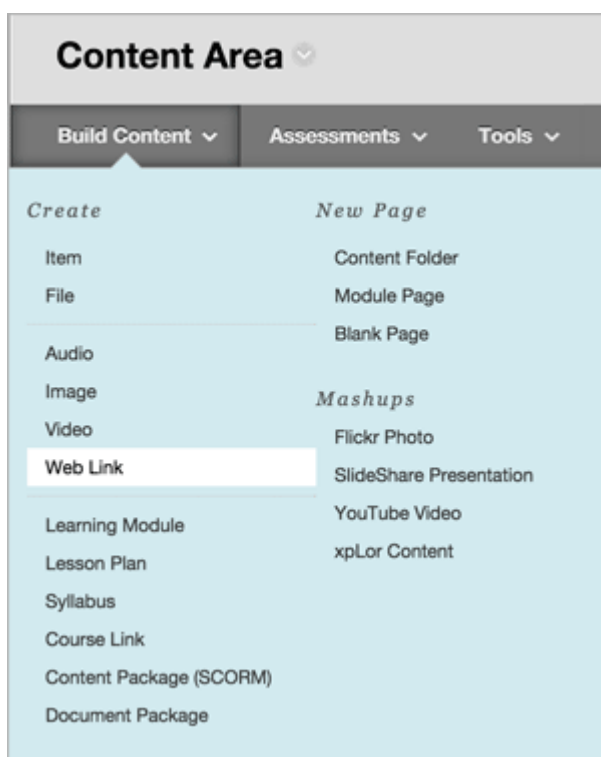 Content Area
Build Content
Assessments
Tools
Create
Item
File
Audio
Image
Video
Web Link
Learning Module
Lesson Plan
Syllabus
Course Link
Content Package (SCORM)
Document Package
New Page
Content Folder
Module Page
Blank Page
Mashups
Flickr Photo
SlideShare Presentation
YouTube Video
xpLor Content